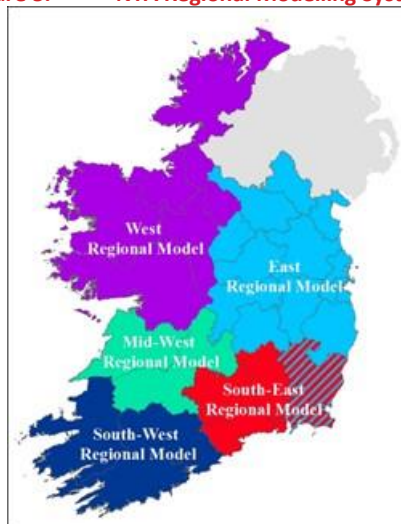 West
Regional Model
East
Regional Model
Mid-West
Regional Model
South-East
Regional Model
South-West
Regional Model